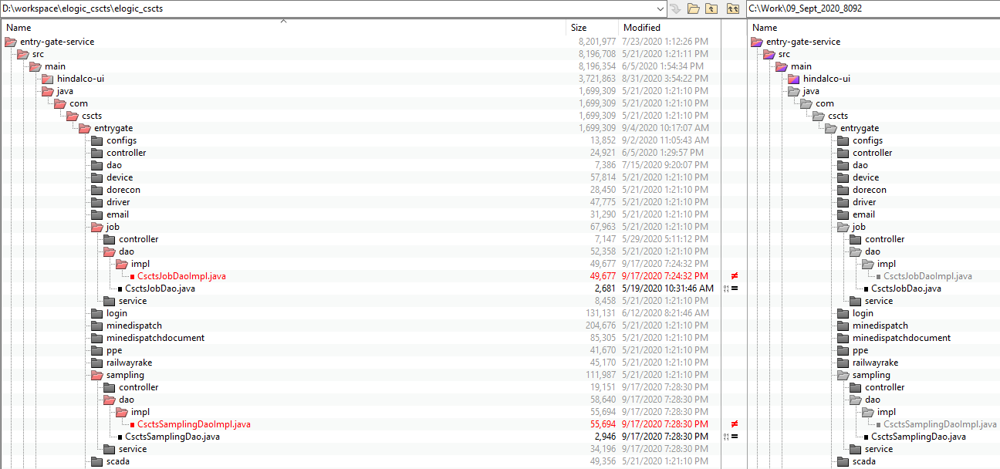 D:\workspace\elogic_cscts\elogic_cscts C:\Work\09_Sept_2020_8092
Name Size Modified Name
entry-gate-service 8,201,977 7/23/2020 1:12:26 PM entry-gate-service
src 8,196,708 5/21/2020 1:21:11 PM src
main 8,196,354 6/5/2020 1:54:34 PM main
hindalco-ui 3,721,863 8/31/2020 3:54:22 PM hindalco-ui
java 1,699,309 5/21/2020 1:21:10 PM java
com 1,699,309 5/21/2020 1:21:10 PM com
cscts 1,699,309 5/21/2020 1:21:10 PM cscts
entrygate 1,699,309 9/4/2020 10:17:07 AM entrygate
configs 13,852 9/2/2020 11:05:43 AM configs
controller 24,921 6/5/2020 1:29:57 PM controller
dao 7,386 7/15/2020 9:20:07 PM dao
device 57,814 5/21/2020 1:21:10 PM device
dorecon 28,450 5/21/2020 1:21:10 PM dorecon
driver 47,775 5/21/2020 1:21:10 PM driver
email 31,290 5/21/2020 1:21:10 PM email
job 67,963 5/21/2020 1:21:10 PM job
controller 7,147 5/29/2020 5:11:12 PM controller
dao 52,358 5/21/2020 1:21:10 PM dao
impl 49,677 9/17/2020 7:24:32 PM impl
CsctsJobDaoImpl.java 49,677 9/17/2020 7:24:32 PM ≠ CsctsJobDaoImpl.java
CsctsJobDao.java 2,681 5/19/2020 10:31:46 AM = CsctsJobDao.java
service 8,458 5/21/2020 1:21:10 PM service
login 131,131 6/12/2020 8:21:46 AM login
minedispatch 204,676 5/21/2020 1:21:10 PM minedispatch
minedispatchdocument 85,305 5/21/2020 1:21:10 PM minedispatchdocument
ppe 41,670 5/21/2020 1:21:10 PM ppe
railwayrake 45,170 5/21/2020 1:21:10 PM railwayrake
sampling 111,987 5/21/2020 1:21:10 PM sampling
controller 19,151 9/17/2020 7:28:30 PM controller
dao 58,640 9/17/2020 7:28:30 PM dao
impl 55,694 9/17/2020 7:28:30 PM impl
CsctsSamplingDaoImpl.java 55,694 9/17/2020 7:28:30 PM ≠ CsctsSamplingDaoImpl.java
CsctsSamplingDao.java 2,946 9/17/2020 7:28:30 PM = CsctsSamplingDao.java
service 34,196 9/17/2020 7:28:30 PM service
scada 49,356 5/21/2020 1:21:10 PM scada